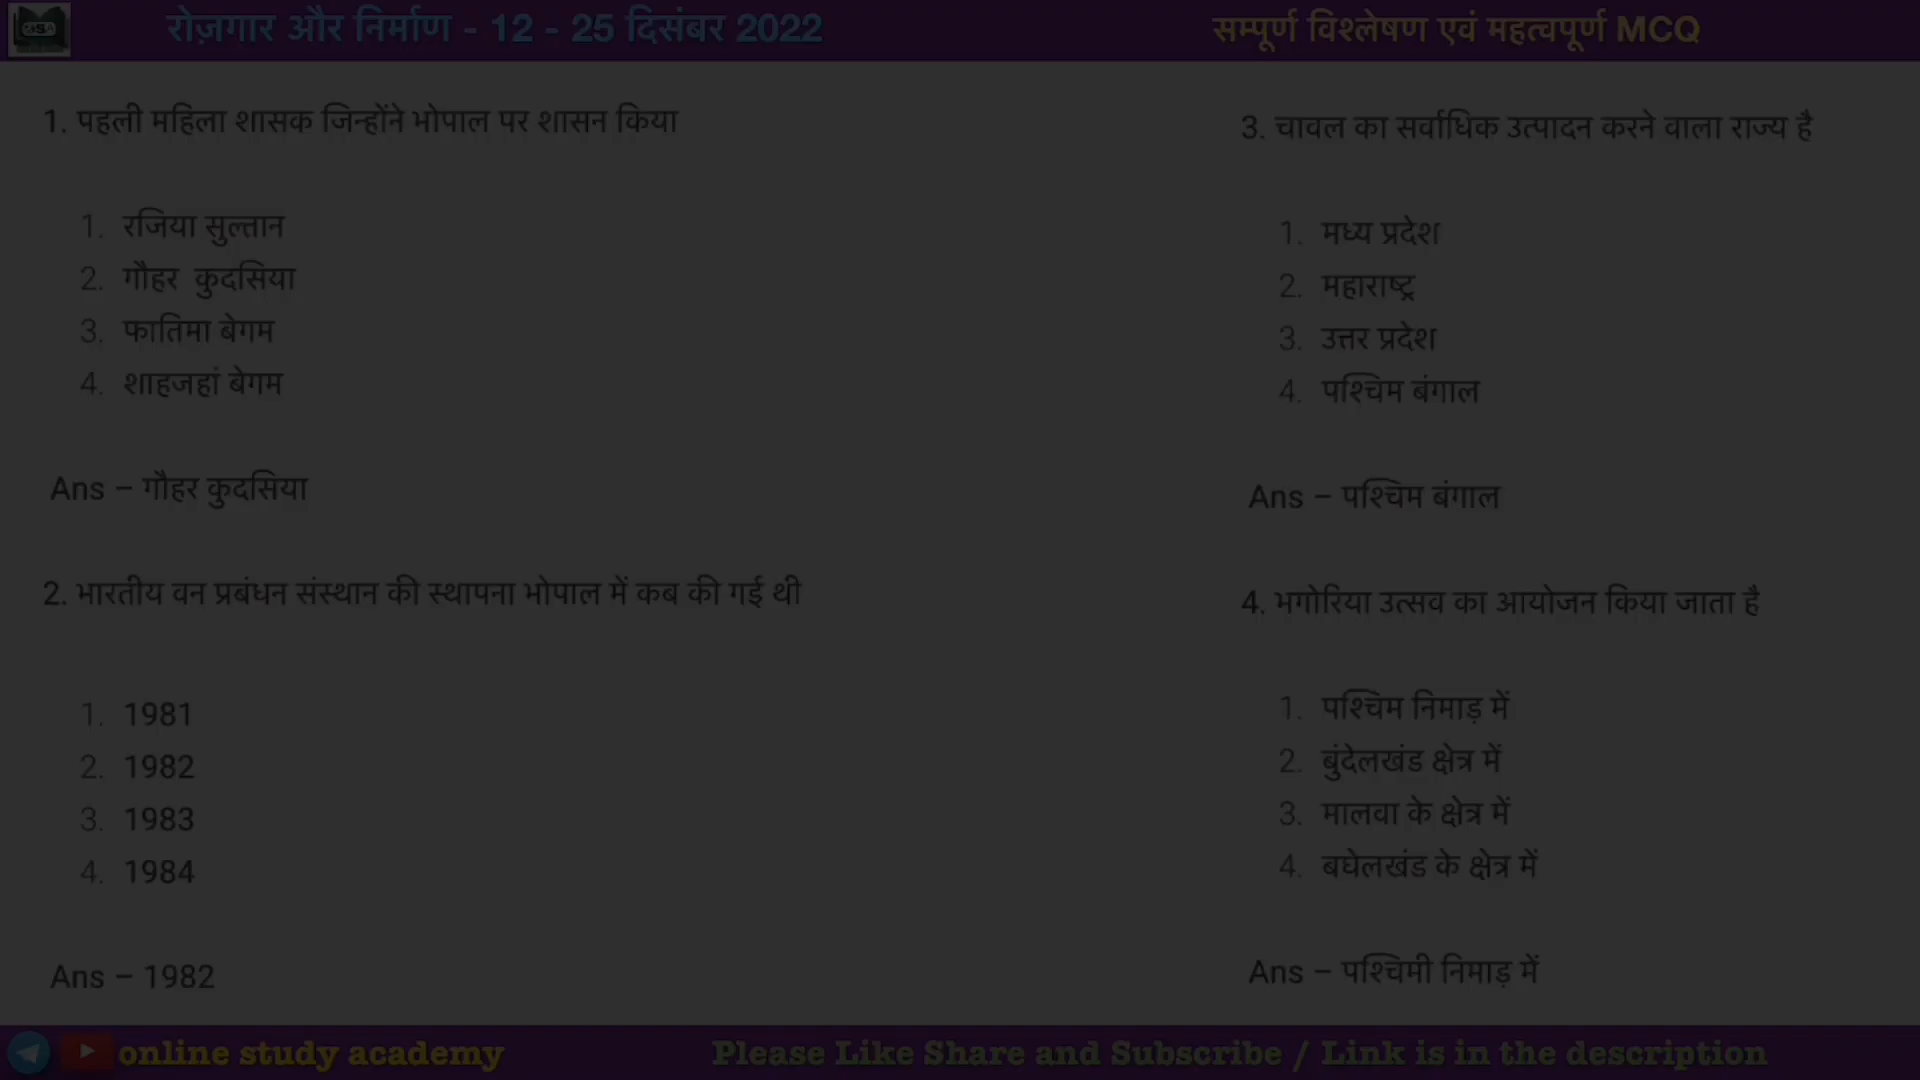 रोज़गार और निर्माण - 12 - 25 दिसंबर 2022
सम्पूर्ण विश्लेषण एवं महत्वपूर्ण MCQ
1. पहली महिला शासक जिन्होंने भोपाल पर शासन किया
1. रजिया सुल्तान
2. गौहर कुदसिया
3. फातिमा बेगम
4. शाहजहां बेगम
Ans – गौहर कुदसिया
2. भारतीय वन प्रबंधन संस्थान की स्थापना भोपाल में कब की गई थी
1. 1981
2. 1982
3. 1983
4. 1984
Ans – 1982
3. चावल का सर्वाधिक उत्पादन करने वाला राज्य है
1. मध्य प्रदेश
2. महाराष्ट्र
3. उत्तर प्रदेश
4. पश्चिम बंगाल
Ans – पश्चिम बंगाल
4. भगोरिया उत्सव का आयोजन किया जाता है
1. पश्चिम निमाड़ में
2. बुंदेलखंड क्षेत्र में
3. मालवा के क्षेत्र में
4. बघेलखंड के क्षेत्र में
Ans – पश्चिमी निमाड़ में
online study academy
Please Like Share and Subscribe / Link is in the description